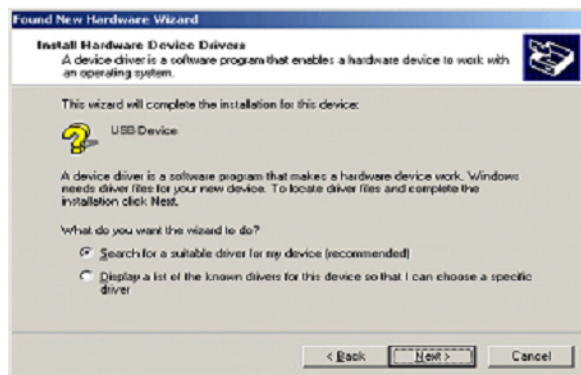 Found New Hardware Wizard
Install Hardware Device Drivers
A device driver is a software program that enables a hardware device to work with
an operating system.
This wizard will complete the installation for this device:
USB Device
A device driver is a software program that makes a hardware device work. Windows
needs driver files for your new device. To locate driver files and complete the
installation click Next.
What do you want the wizard to do?
Search for a suitable driver for my device (recommended)
Display a list of the known drivers for this device so that I can choose a specific
driver
< Back Next > Cancel